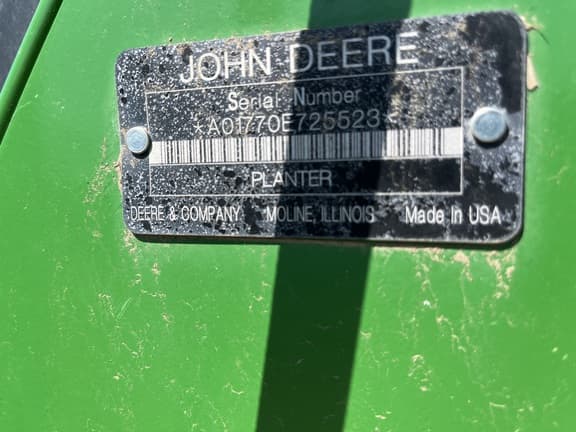 JOHN DEERE
Serial Number
*A01770E725523*
PLANTER
DEERE & COMPANY MOLINE, ILLINOIS Made in USA